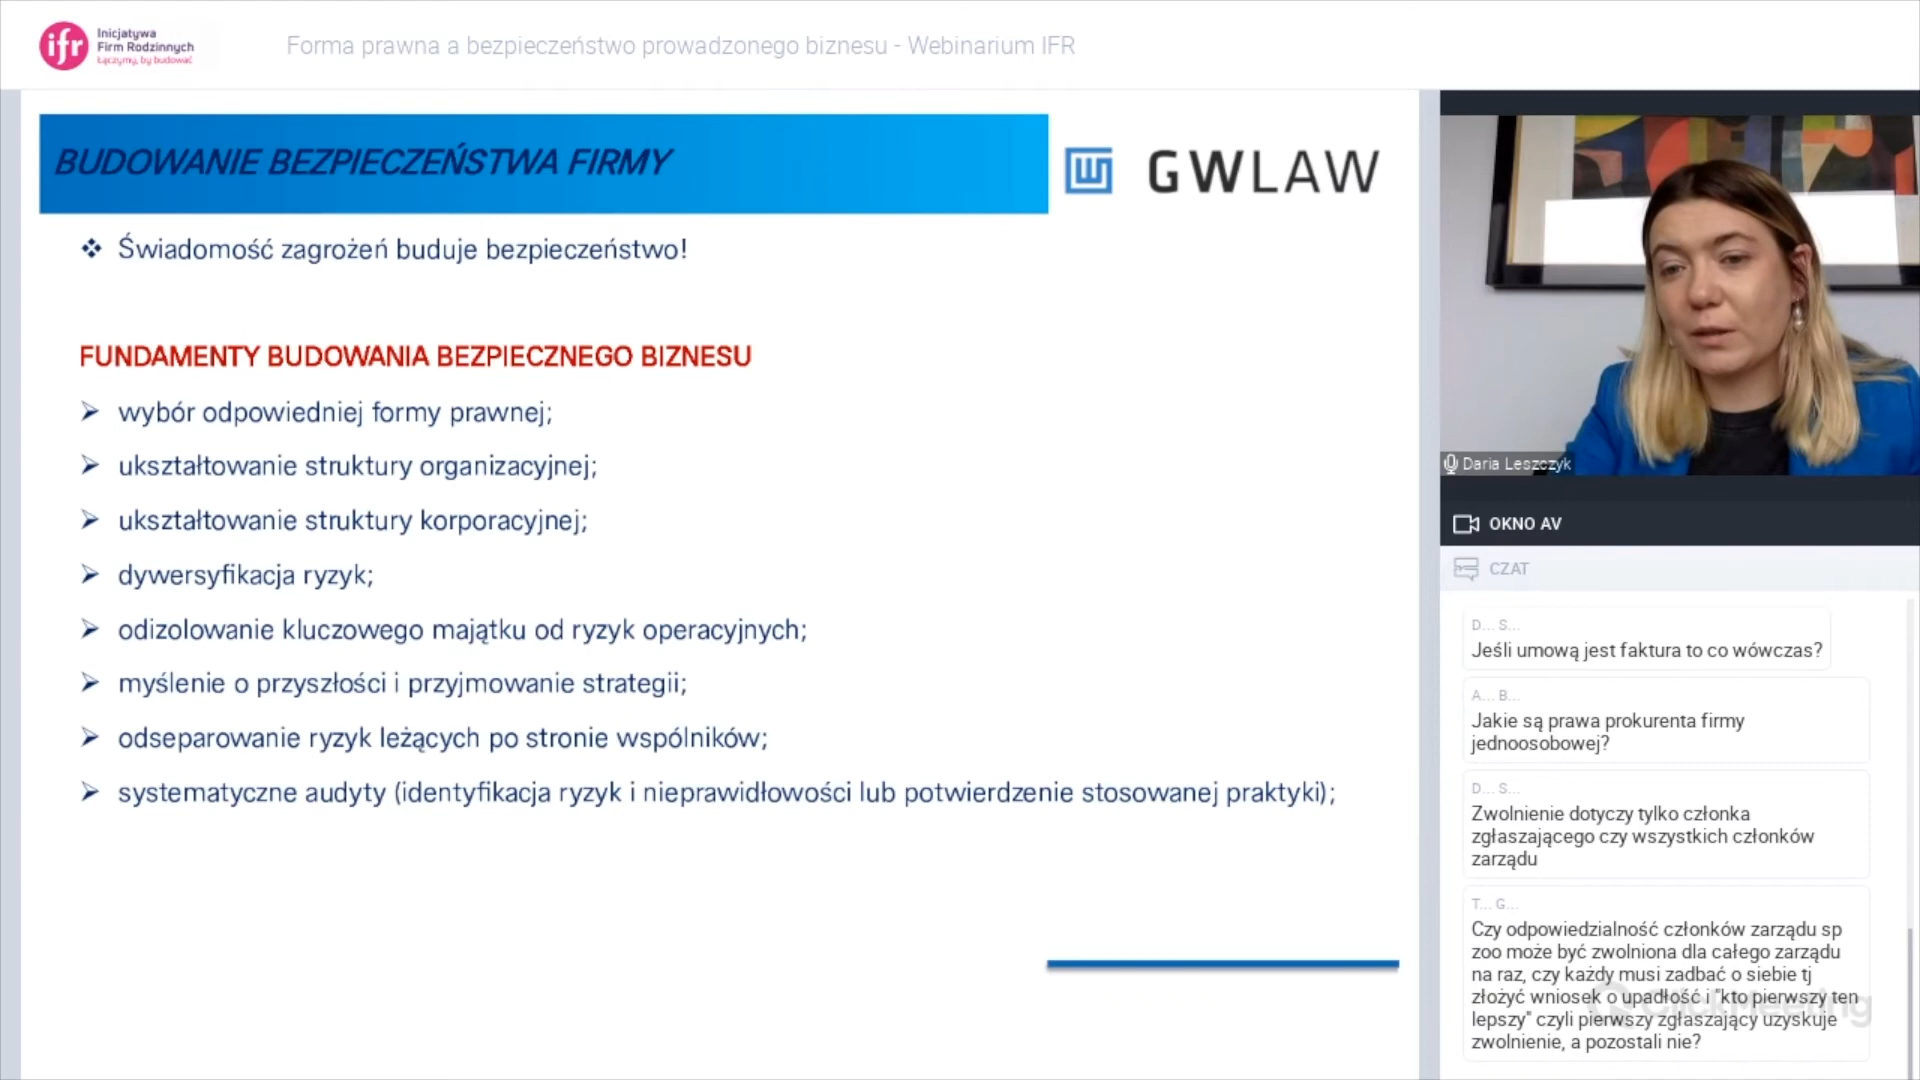 ifr
Inicjatywa
Firm Rodzinnych
Łączymy, by budować
Forma prawna a bezpieczeństwo prowadzonego biznesu - Webinarium IFR
BUDOWANIE BEZPIECZEŃSTWA FIRMY
GWLAW
❖ Świadomość zagrożeń buduje bezpieczeństwo!
FUNDAMENTY BUDOWANIA BEZPIECZNEGO BIZNESU
➢ wybór odpowiedniej formy prawnej;
➢ ukształtowanie struktury organizacyjnej;
➢ ukształtowanie struktury korporacyjnej;
➢ dywersyfikacja ryzyk;
➢ odizolowanie kluczowego majątku od ryzyk operacyjnych;
➢ myślenie o przyszłości i przyjmowanie strategii;
➢ odseparowanie ryzyk leżących po stronie wspólników;
➢ systematyczne audyty (identyfikacja ryzyk i nieprawidłowości lub potwierdzenie stosowanej praktyki);
Daria Leszczyk
OKNO AV
CZAT
D... S...
Jeśli umową jest faktura to co wówczas?
A... B...
Jakie są prawa prokurenta firmy
jednoosobowej?
D... S...
Zwolnienie dotyczy tylko członka
zgłaszającego czy wszystkich członków
zarządu
T... G...
Czy odpowiedzialność członków zarządu sp
zoo może być zwolniona dla całego zarządu
na raz, czy każdy musi zadbać o siebie tj
złożyć wniosek o upadłość i "kto pierwszy ten
lepszy" czyli pierwszy zgłaszający uzyskuje
zwolnienie, a pozostali nie?
ClickMeeting